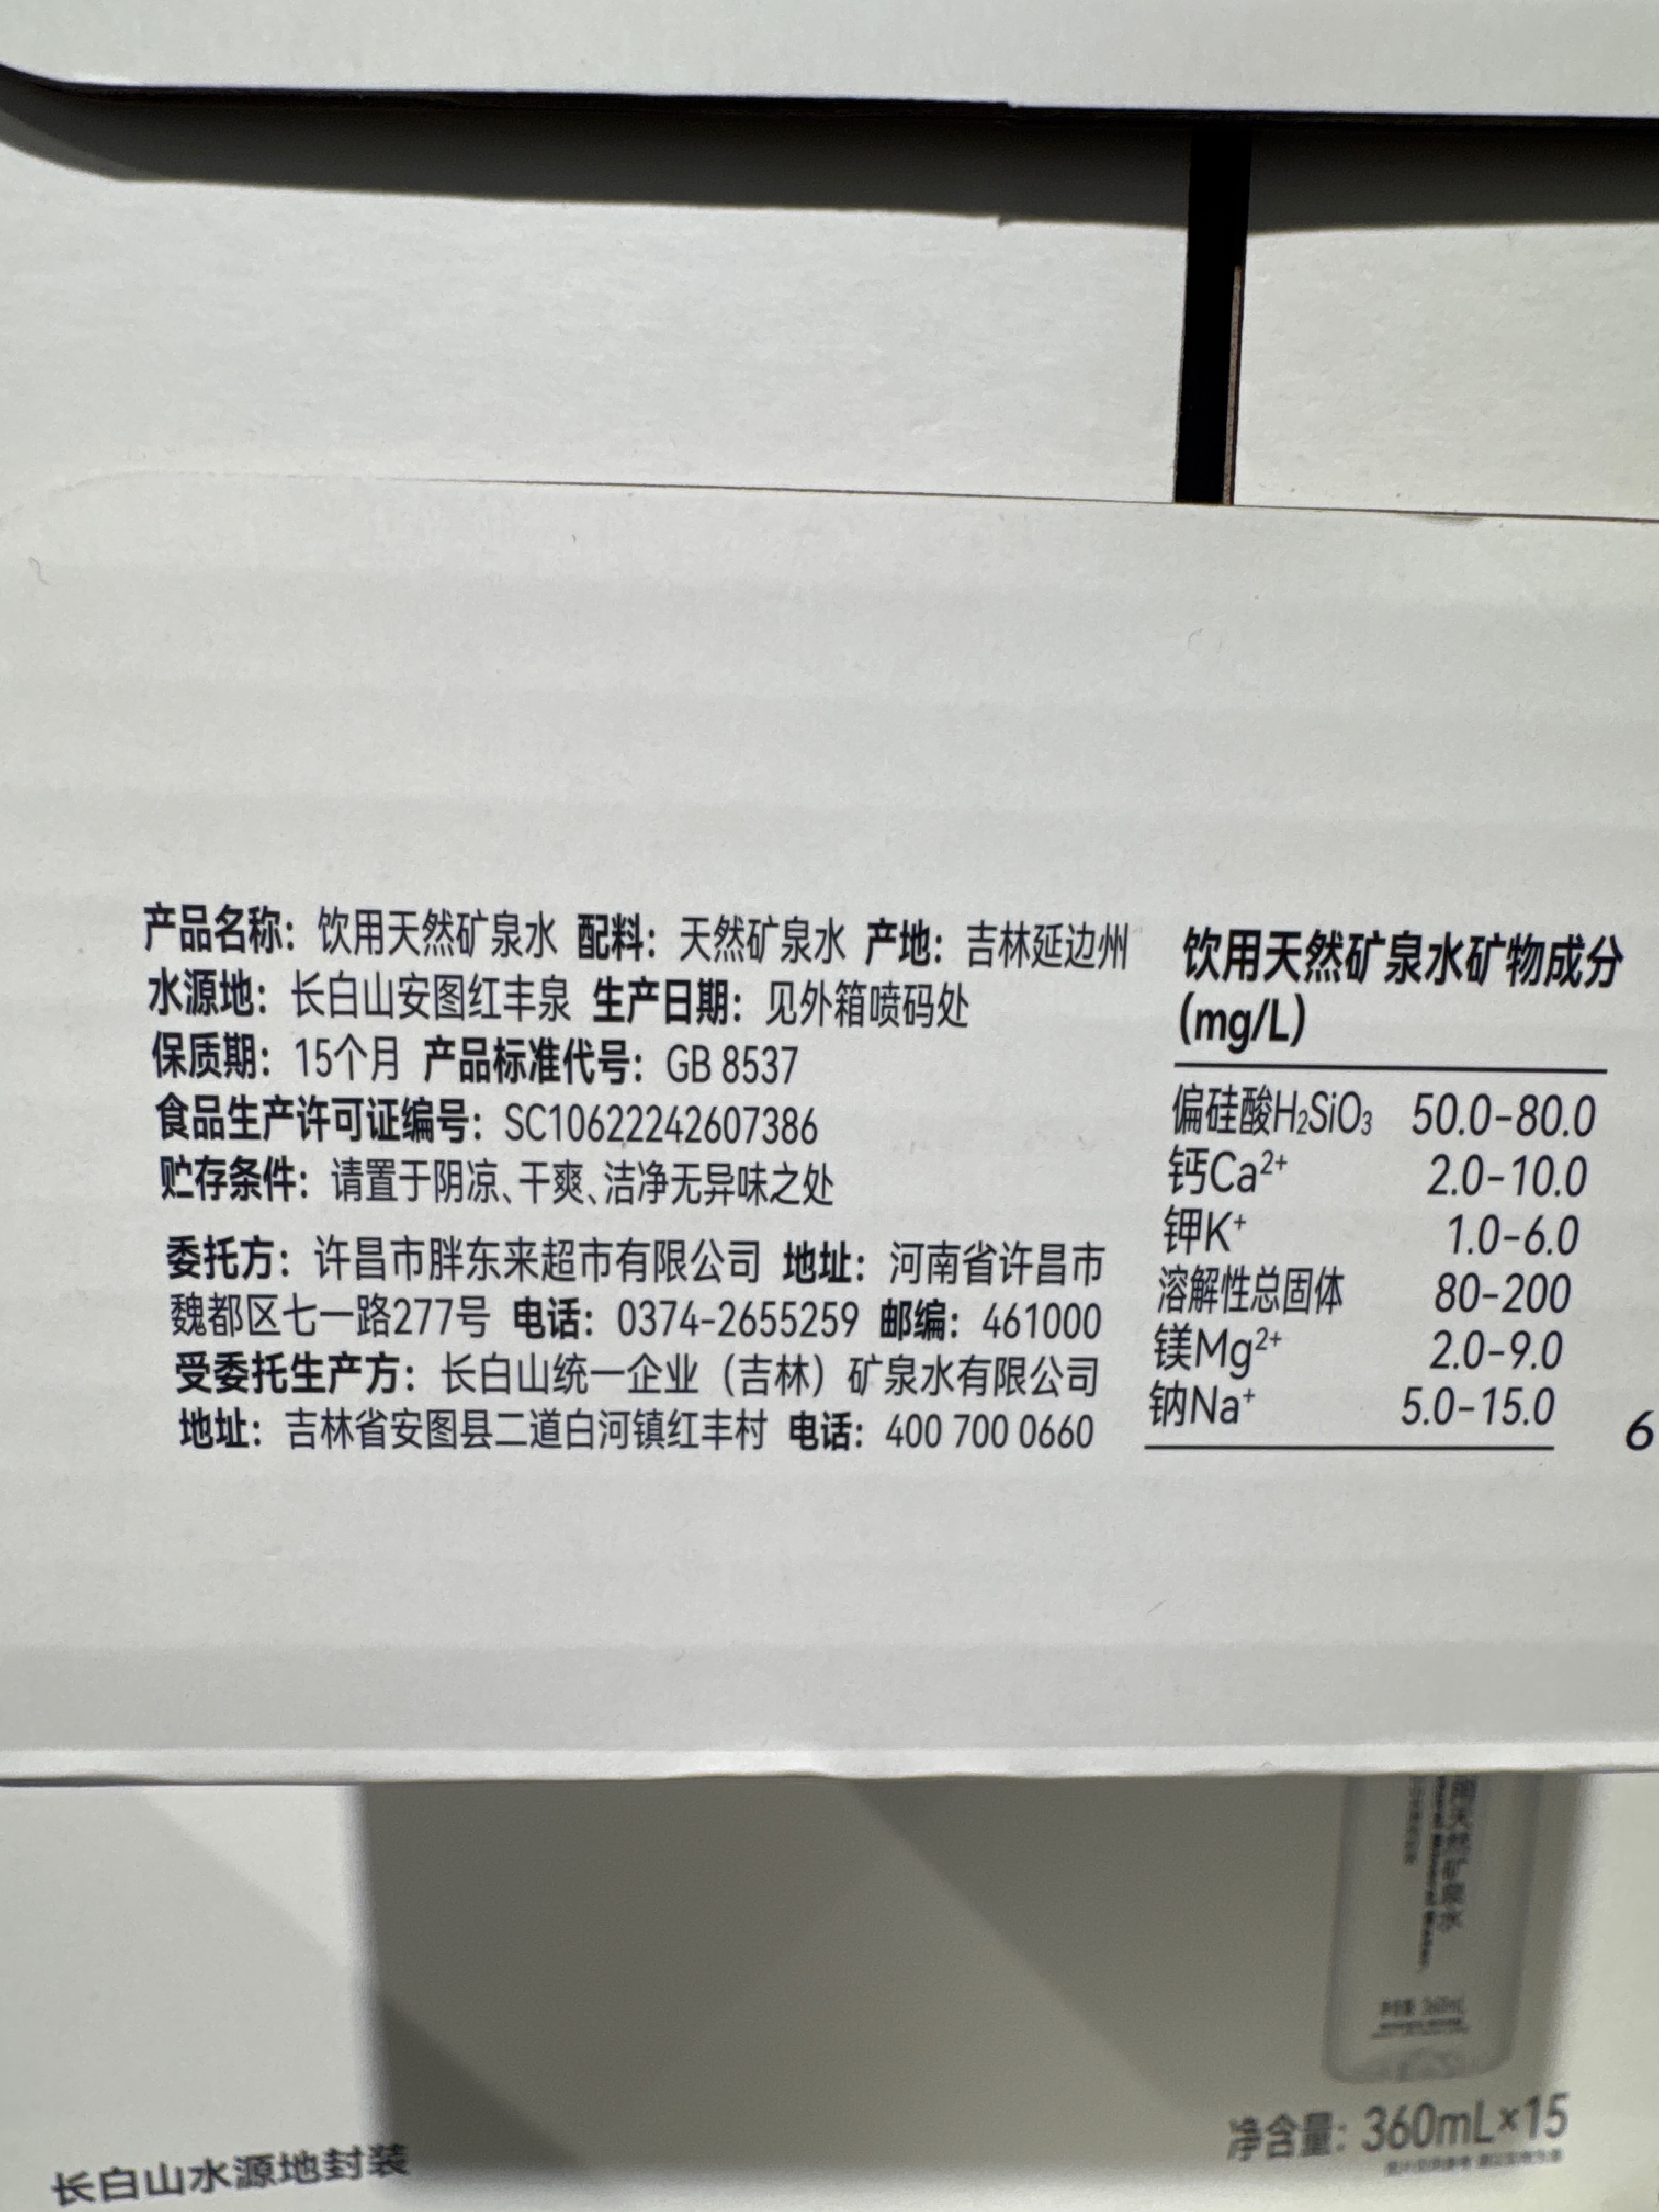 产品名称：饮用天然矿泉水 配料：天然矿泉水 产地：吉林延边州
水源地：长白山安图红丰泉 生产日期：见外箱喷码处
保质期：15个月 产品标准代号：GB 8537
食品生产许可证编号：SC10622242607386
贮存条件：请置于阴凉、干爽、洁净无异味之处
委托方：许昌市胖东来超市有限公司 地址：河南省许昌市
魏都区七一路277号 电话：0374-2655259 邮编：461000
受委托生产方：长白山统一企业（吉林）矿泉水有限公司
地址：吉林省安图县二道白河镇红丰村 电话：400 700 0660
饮用天然矿泉水矿物成分
(mg/L)
偏硅酸H₂SiO₃ 50.0-80.0
钙Ca²⁺ 2.0-10.0
钾K⁺ 1.0-6.0
溶解性总固体 80-200
镁Mg²⁺ 2.0-9.0
钠Na⁺ 5.0-15.0
6
净含量：360mL
净含量：360mL×15
长白山水源地封装